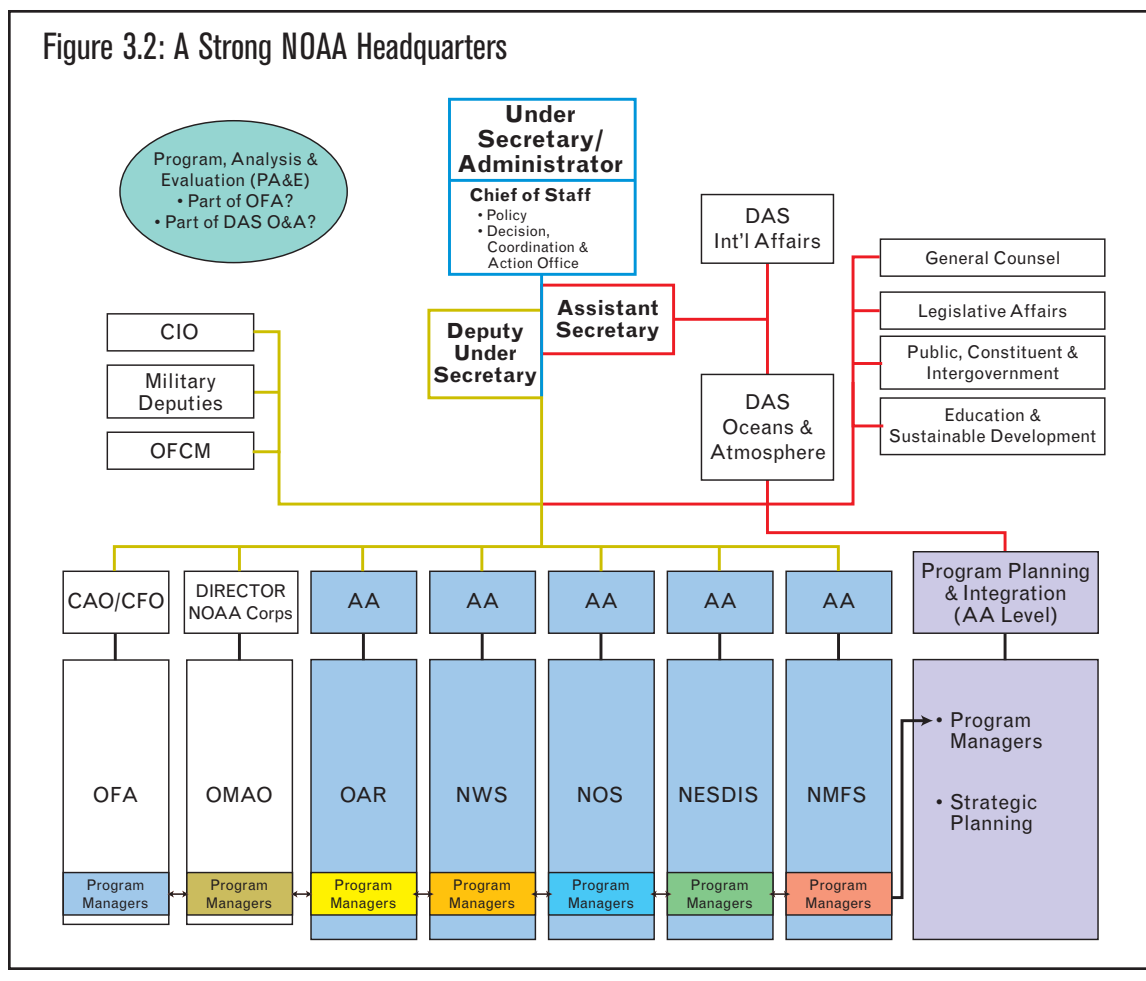 Figure 3.2: A Strong NOAA Headquarters
Program, Analysis &
Evaluation (PA&E)
• Part of OFA?
• Part of DAS O&A?
Under
Secretary/
Administrator
Chief of Staff
• Policy
• Decision,
Coordination &
Action Office
DAS
Int'l Affairs
General Counsel
Legislative Affairs
Public, Constituent &
Intergovernment
Education &
Sustainable Development
Assistant
Secretary
Deputy
Under
Secretary
CIO
Military
Deputies
OFCM
DAS
Oceans &
Atmosphere
CAO/CFO
DIRECTOR
NOAA Corps
AA
AA
AA
AA
AA
Program Planning
& Integration
(AA Level)
OFA
OMAO
OAR
NWS
NOS
NESDIS
NMFS
• Program
Managers
• Strategic
Planning
Program
Managers
Program
Managers
Program
Managers
Program
Managers
Program
Managers
Program
Managers
Program
Managers